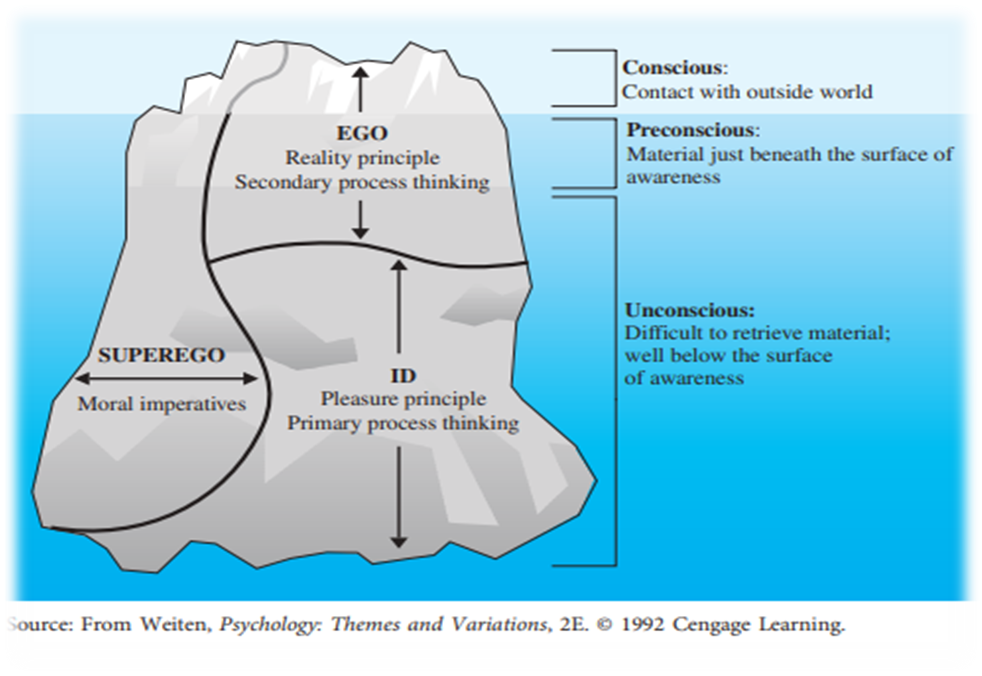 Conscious:
Contact with outside world
Preconscious:
Material just beneath the surface of
awareness
EGO
Reality principle
Secondary process thinking
Unconscious:
Difficult to retrieve material;
well below the surface
of awareness
SUPEREGO
Moral imperatives
ID
Pleasure principle
Primary process thinking
Source: From Weiten, Psychology: Themes and Variations, 2E. © 1992 Cengage Learning.